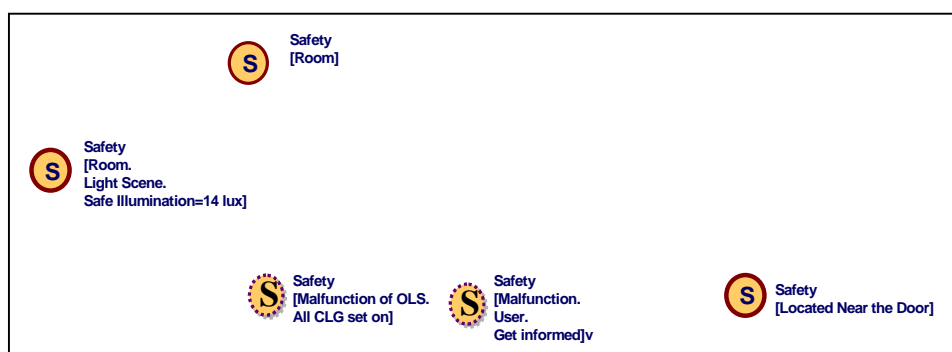 S
Safety
[Room]
S
Safety
[Room.
Light Scene.
Safe Illumination=14 lux]
S
Safety
[Malfunction of OLS.
All CLG set on]
S
Safety
[Malfunction.
User.
Get informed]v
S
Safety
[Located Near the Door]